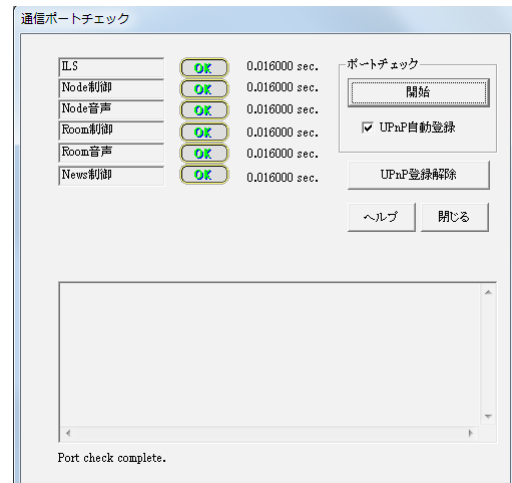 通信ポートチェック
ILS OK 0.016000 sec.
Node制御 OK 0.016000 sec.
Node音声 OK 0.016000 sec.
Room制御 OK 0.016000 sec.
Room音声 OK 0.016000 sec.
News制御 OK 0.016000 sec.
ポートチェック
開始
UPnP自動登録
UPnP登録解除
ヘルプ 閉じる
Port check complete.